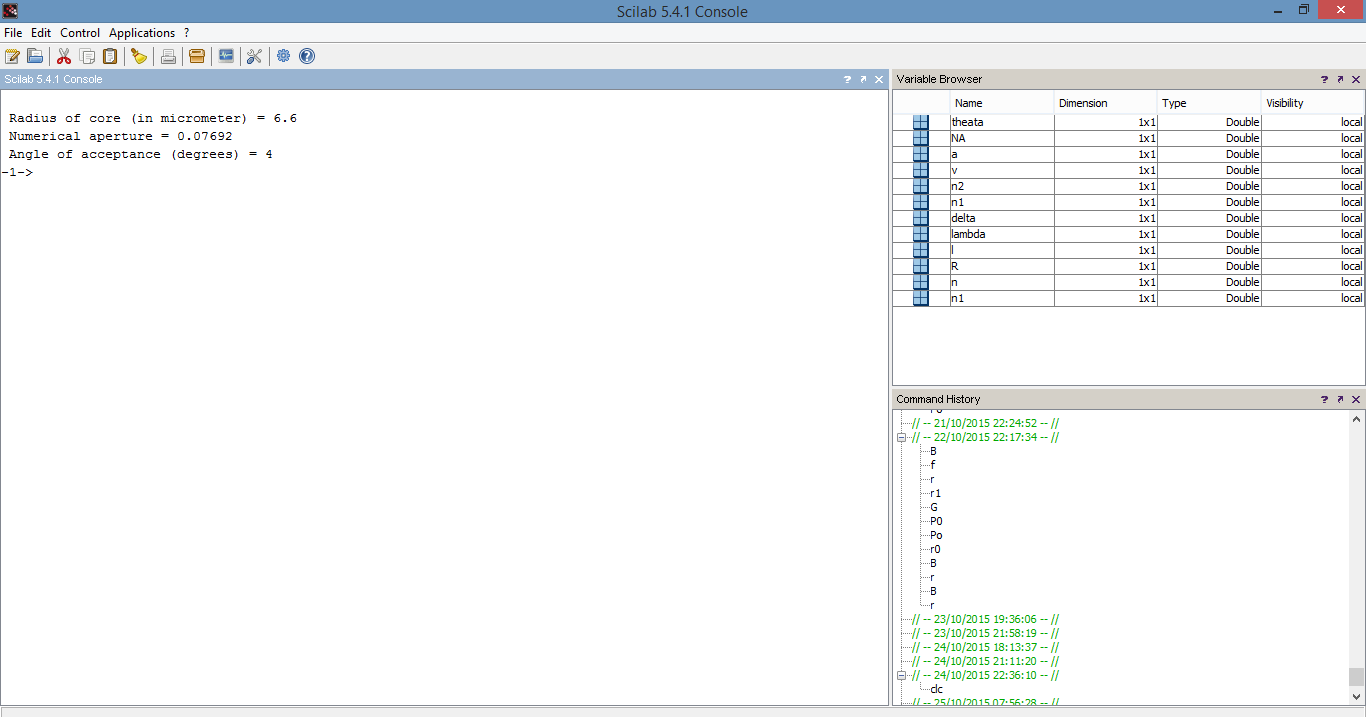 Scilab 5.4.1 Console
File Edit Control Applications ?
Scilab 5.4.1 Console
Radius of core (in micrometer) = 6.6
Numerical aperture = 0.07692
Angle of acceptance (degrees) = 4
-1->
Variable Browser
Name Dimension Type Visibility
theata 1x1 Double local
NA 1x1 Double local
a 1x1 Double local
v 1x1 Double local
n2 1x1 Double local
n1 1x1 Double local
delta 1x1 Double local
lambda 1x1 Double local
l 1x1 Double local
R 1x1 Double local
n 1x1 Double local
n1 1x1 Double local
Command History
// -- 21/10/2015 22:24:52 -- //
// -- 22/10/2015 22:17:34 -- //
B
f
r
r1
G
P0
Po
r0
B
r
B
r
// -- 23/10/2015 19:36:06 -- //
// -- 23/10/2015 21:58:19 -- //
// -- 24/10/2015 18:13:37 -- //
// -- 24/10/2015 21:11:20 -- //
// -- 24/10/2015 22:36:10 -- //
clc
// -- 25/10/2015 07:56:28 -- //